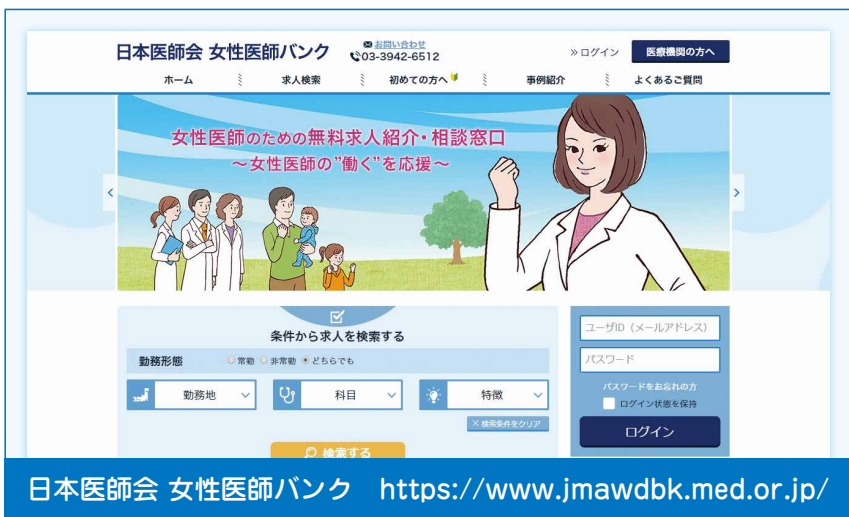 日本医師会 女性医師バンク
お問い合わせ
03-3942-6512
≫ログイン
医療機関の方へ
ホーム
求人検索
初めての方へ
事例紹介
よくあるご質問
女性医師のための無料求人紹介・相談窓口
～女性医師の”働く”を応援～
条件から求人を検索する
勤務形態
常勤 非常勤 どちらでも
勤務地
科目
特徴
×検索条件をクリア
検索する
ユーザID（メールアドレス）
パスワード
パスワードをお忘れの方
ログイン状態を保持
ログイン
日本医師会 女性医師バンク https://www.jmawdbk.med.or.jp/